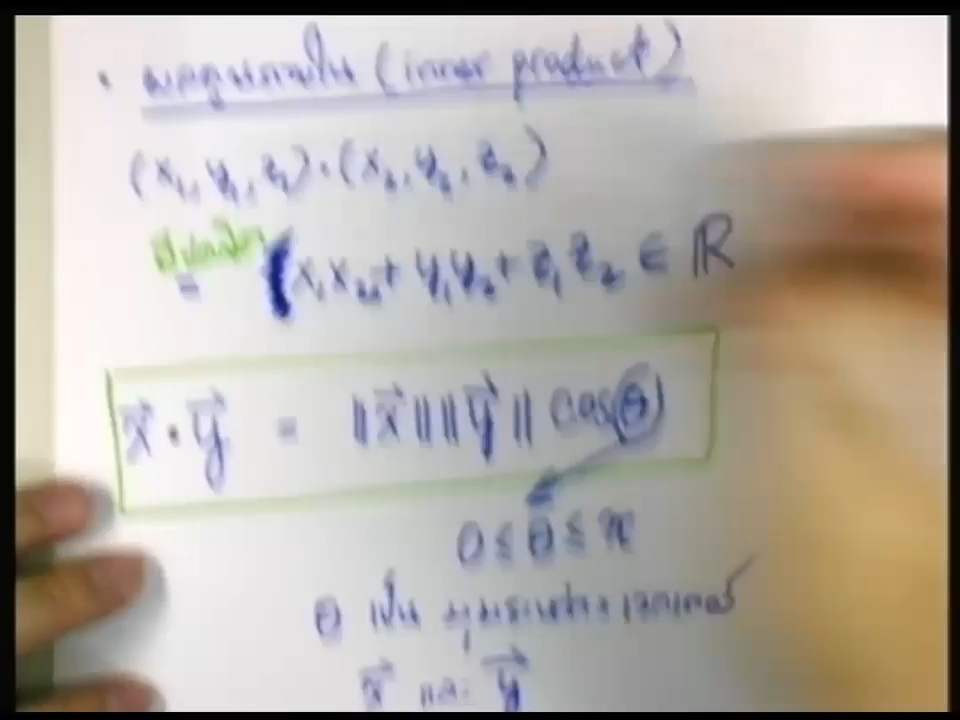 • ผลคูณภายใน (inner product)
(x₁, y₁, z₁) · (x₂, y₂, z₂)
= x₁x₂ + y₁y₂ + z₁z₂ ∈ ℝ
x⃗ • y⃗ = ‖x⃗‖ ‖y⃗‖ cos(θ)
0 ≤ θ ≤ π
θ เป็น มุมระหว่าง เวกเตอร์
x⃗ และ y⃗